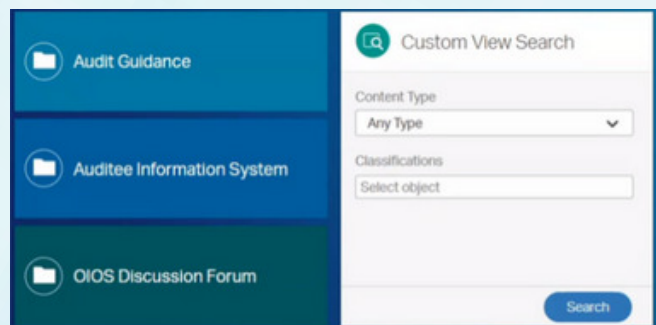 Audit Guidance
Auditee Information System
OIOS Discussion Forum
Custom View Search
Content Type
Any Type
Classifications
Select object
Search